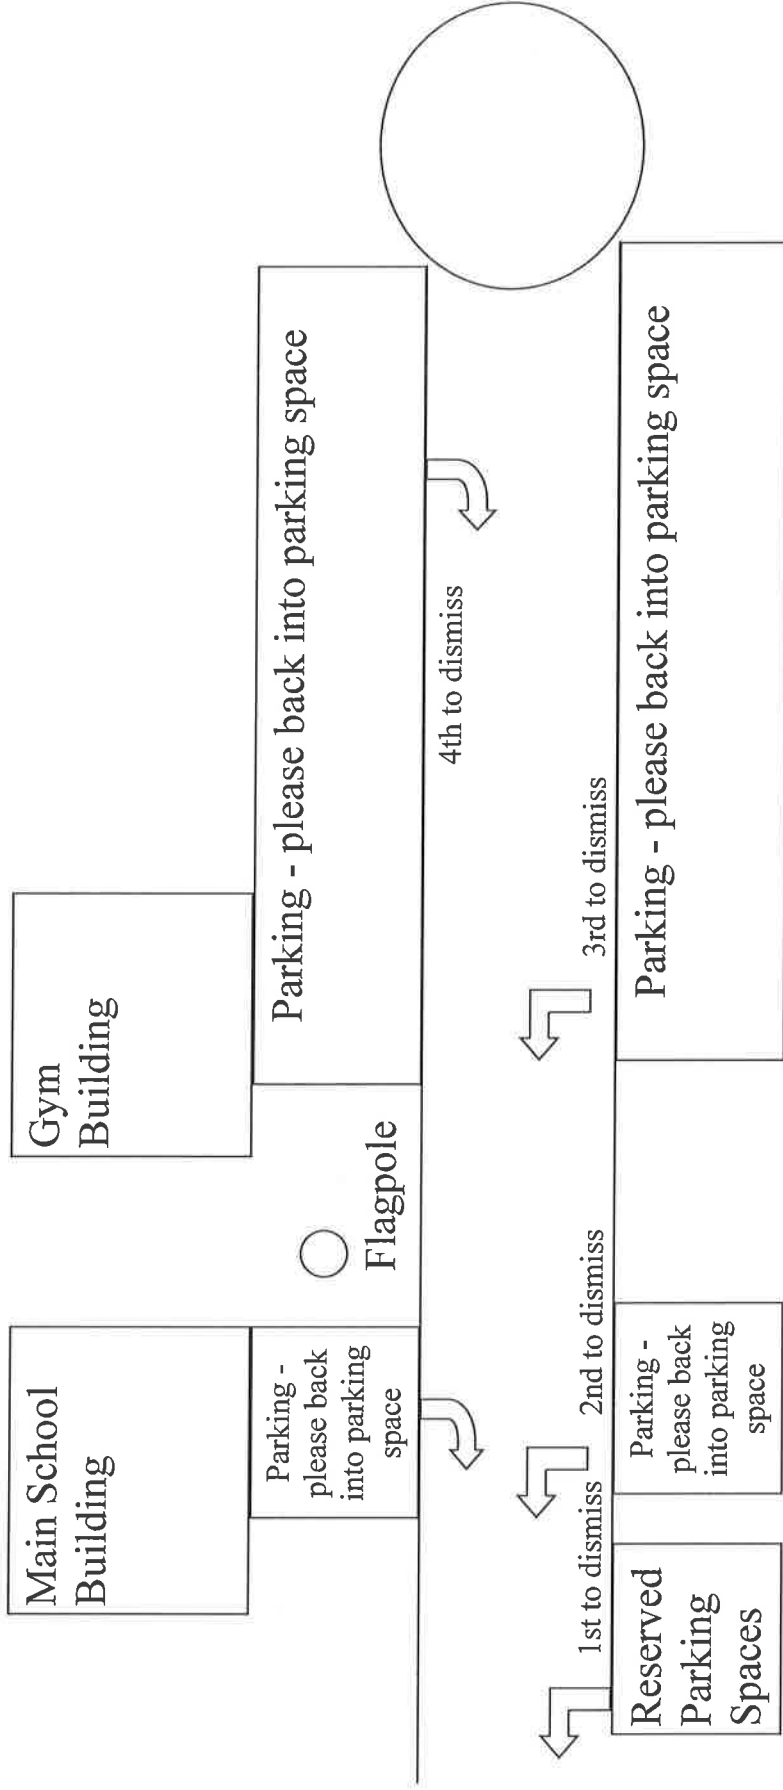 Main School
Building
Gym
Building
Parking -
please back
into parking
space
Flagpole
Parking - please back into parking space
4th to dismiss
1st to dismiss
2nd to dismiss
3rd to dismiss
Reserved
Parking
Spaces
Parking -
please back
into parking
space
Parking - please back into parking space